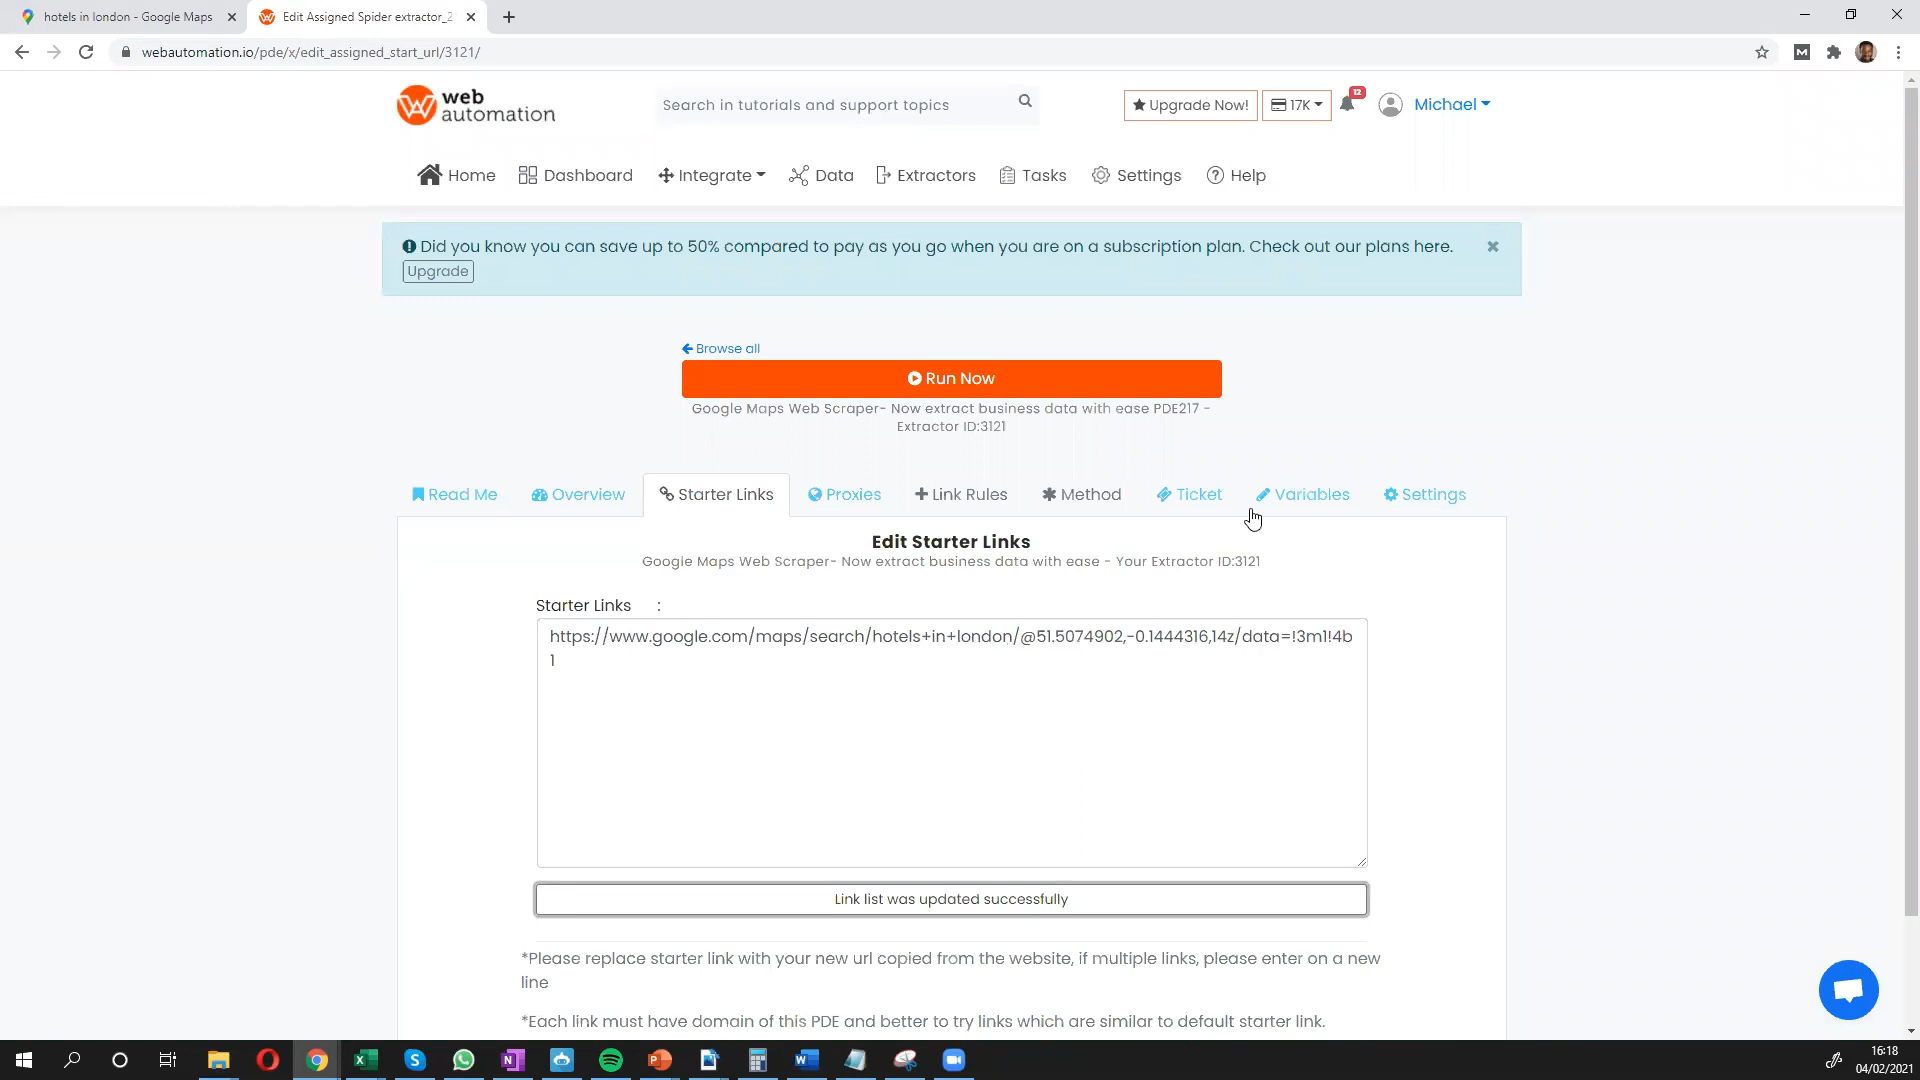 hotels in london - Google Maps
Edit Assigned Spider extractor_2
webautomation.io/pde/x/edit_assigned_start_url/3121/
web
automation
Search in tutorials and support topics
Upgrade Now!
17K
12
Michael
Home
Dashboard
Integrate
Data
Extractors
Tasks
Settings
Help
Did you know you can save up to 50% compared to pay as you go when you are on a subscription plan. Check out our plans here.
Upgrade
Browse all
Run Now
Google Maps Web Scraper- Now extract business data with ease PDE217 -
Extractor ID:3121
Read Me
Overview
Starter Links
Proxies
Link Rules
Method
Ticket
Variables
Settings
Edit Starter Links
Google Maps Web Scraper- Now extract business data with ease - Your Extractor ID:3121
Starter Links :
https://www.google.com/maps/search/hotels+in+london/@51.5074902,-0.1444316,14z/data=!3m1!4b
1
Link list was updated successfully
*Please replace starter link with your new url copied from the website, if multiple links, please enter on a new
line
*Each link must have domain of this PDE and better to try links which are similar to default starter link.
16:18
04/02/2021